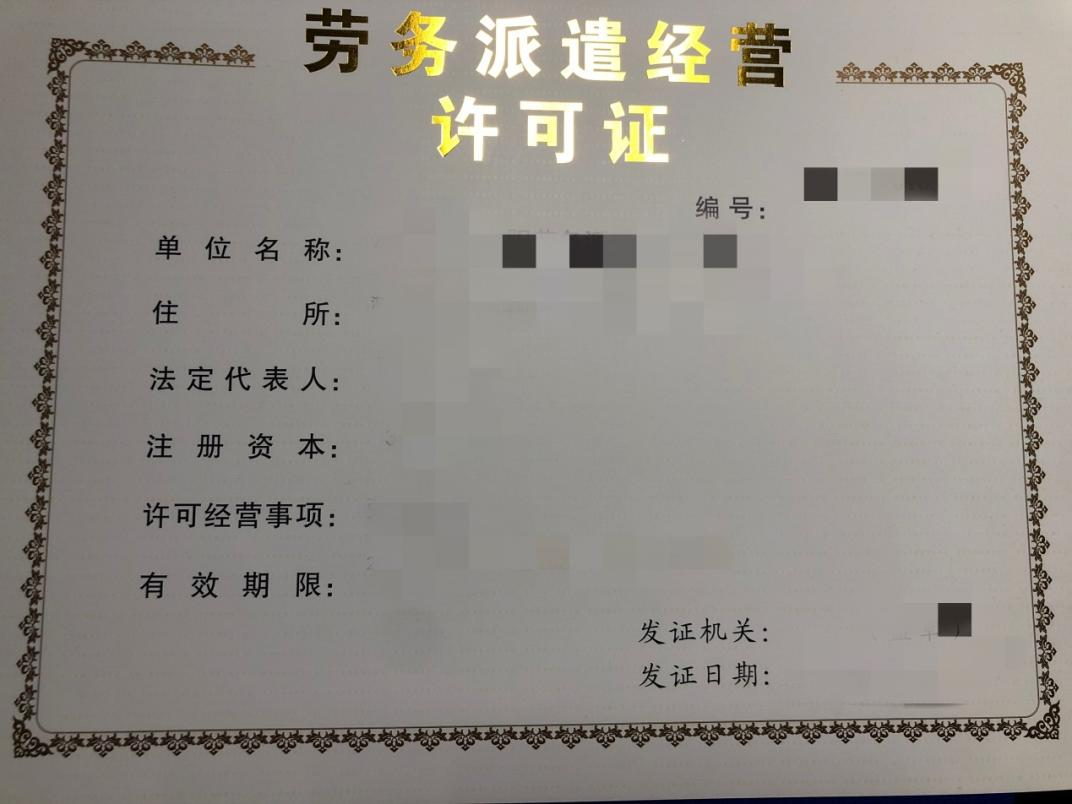 劳务派遣经营
许可证
编号：
单位名称：
住所：
法定代表人：
注册资本：
许可经营事项：
有效期限：
发证机关：
发证日期：